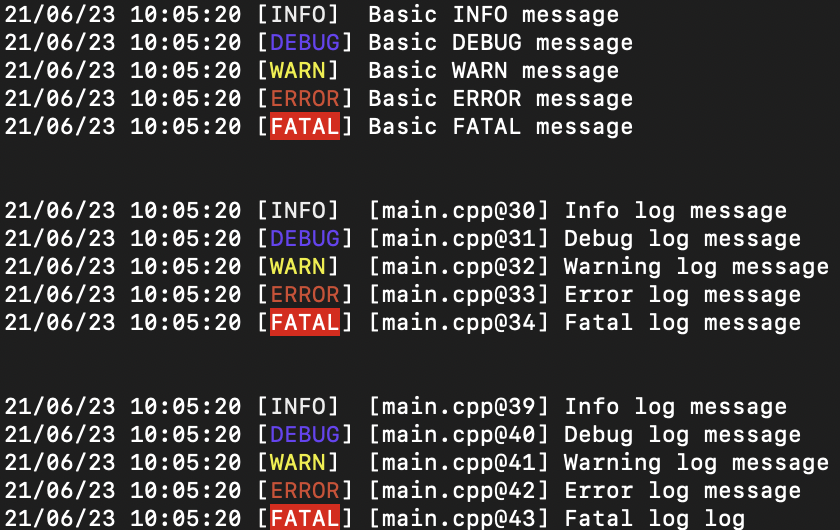 21/06/23 10:05:20 [INFO]  Basic INFO message
21/06/23 10:05:20 [DEBUG] Basic DEBUG message
21/06/23 10:05:20 [WARN]  Basic WARN message
21/06/23 10:05:20 [ERROR] Basic ERROR message
21/06/23 10:05:20 [FATAL] Basic FATAL message
21/06/23 10:05:20 [INFO]  [main.cpp@30] Info log message
21/06/23 10:05:20 [DEBUG] [main.cpp@31] Debug log message
21/06/23 10:05:20 [WARN]  [main.cpp@32] Warning log message
21/06/23 10:05:20 [ERROR] [main.cpp@33] Error log message
21/06/23 10:05:20 [FATAL] [main.cpp@34] Fatal log message
21/06/23 10:05:20 [INFO]  [main.cpp@39] Info log message
21/06/23 10:05:20 [DEBUG] [main.cpp@40] Debug log message
21/06/23 10:05:20 [WARN]  [main.cpp@41] Warning log message
21/06/23 10:05:20 [ERROR] [main.cpp@42] Error log message
21/06/23 10:05:20 [FATAL] [main.cpp@43] Fatal log log